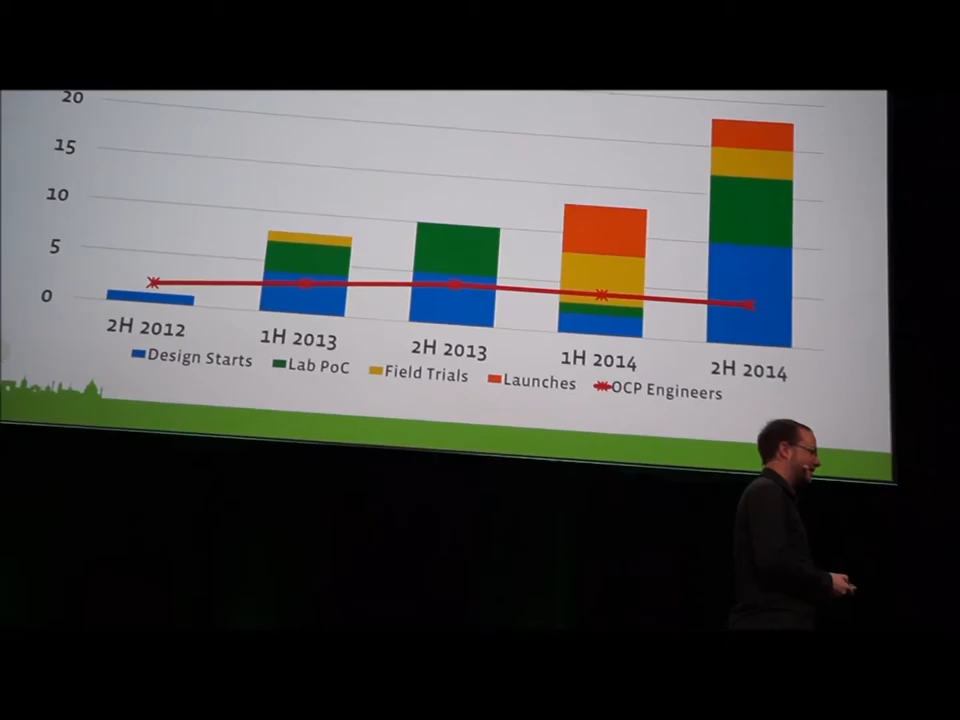 20
15
10
5
0
2H 2012 1H 2013 2H 2013 1H 2014 2H 2014
Design Starts Lab PoC Field Trials Launches OCP Engineers